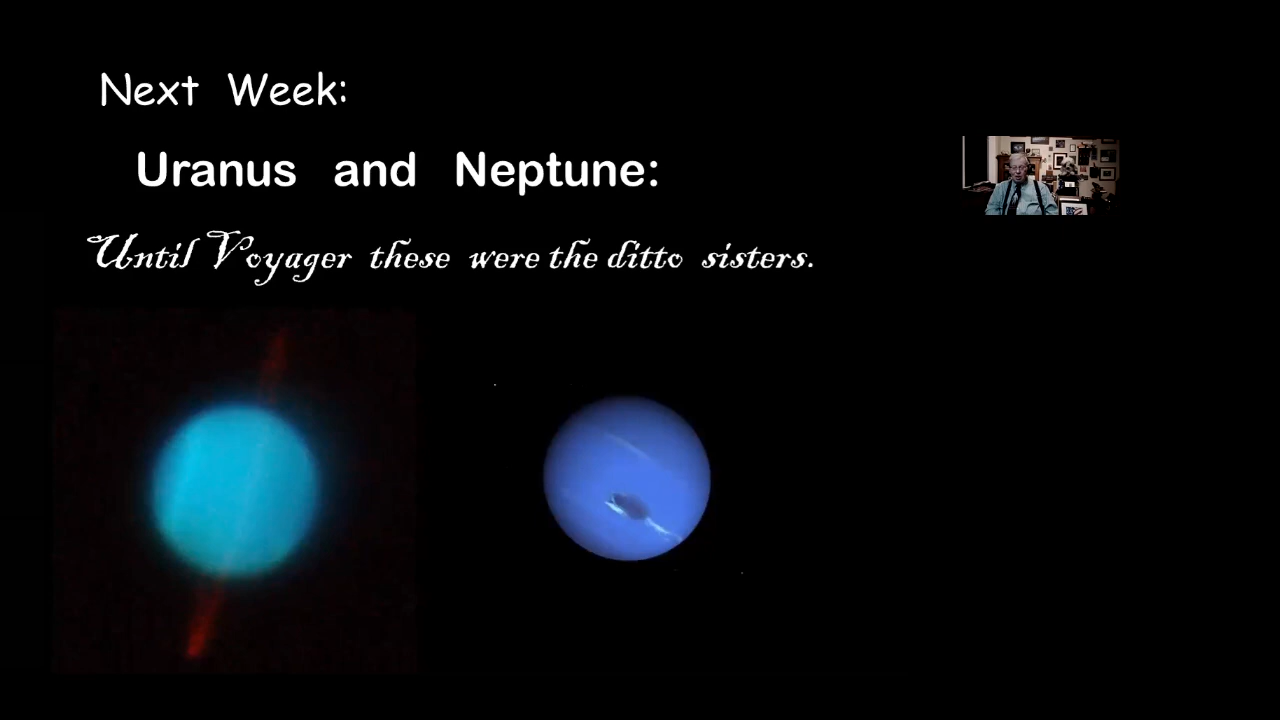 Next Week:
Uranus and Neptune:
Until Voyager these were the ditto sisters.